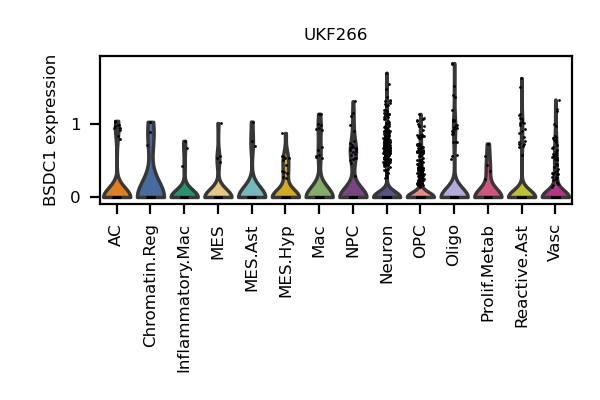 UKF266
BSDC1 expression
1
0
AC
Chromatin.Reg
Inflammatory.Mac
MES
MES.Ast
MES.Hyp
Mac
NPC
Neuron
OPC
Oligo
Prolif.Metab
Reactive.Ast
Vasc